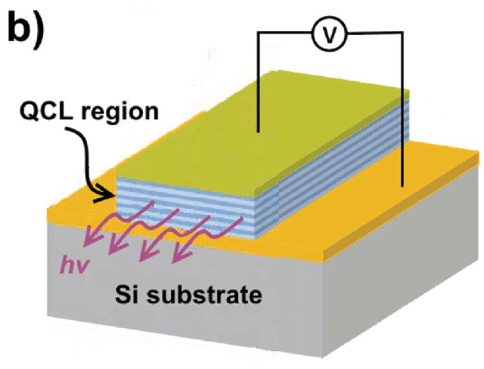 b)
V
QCL region
hν
Si substrate